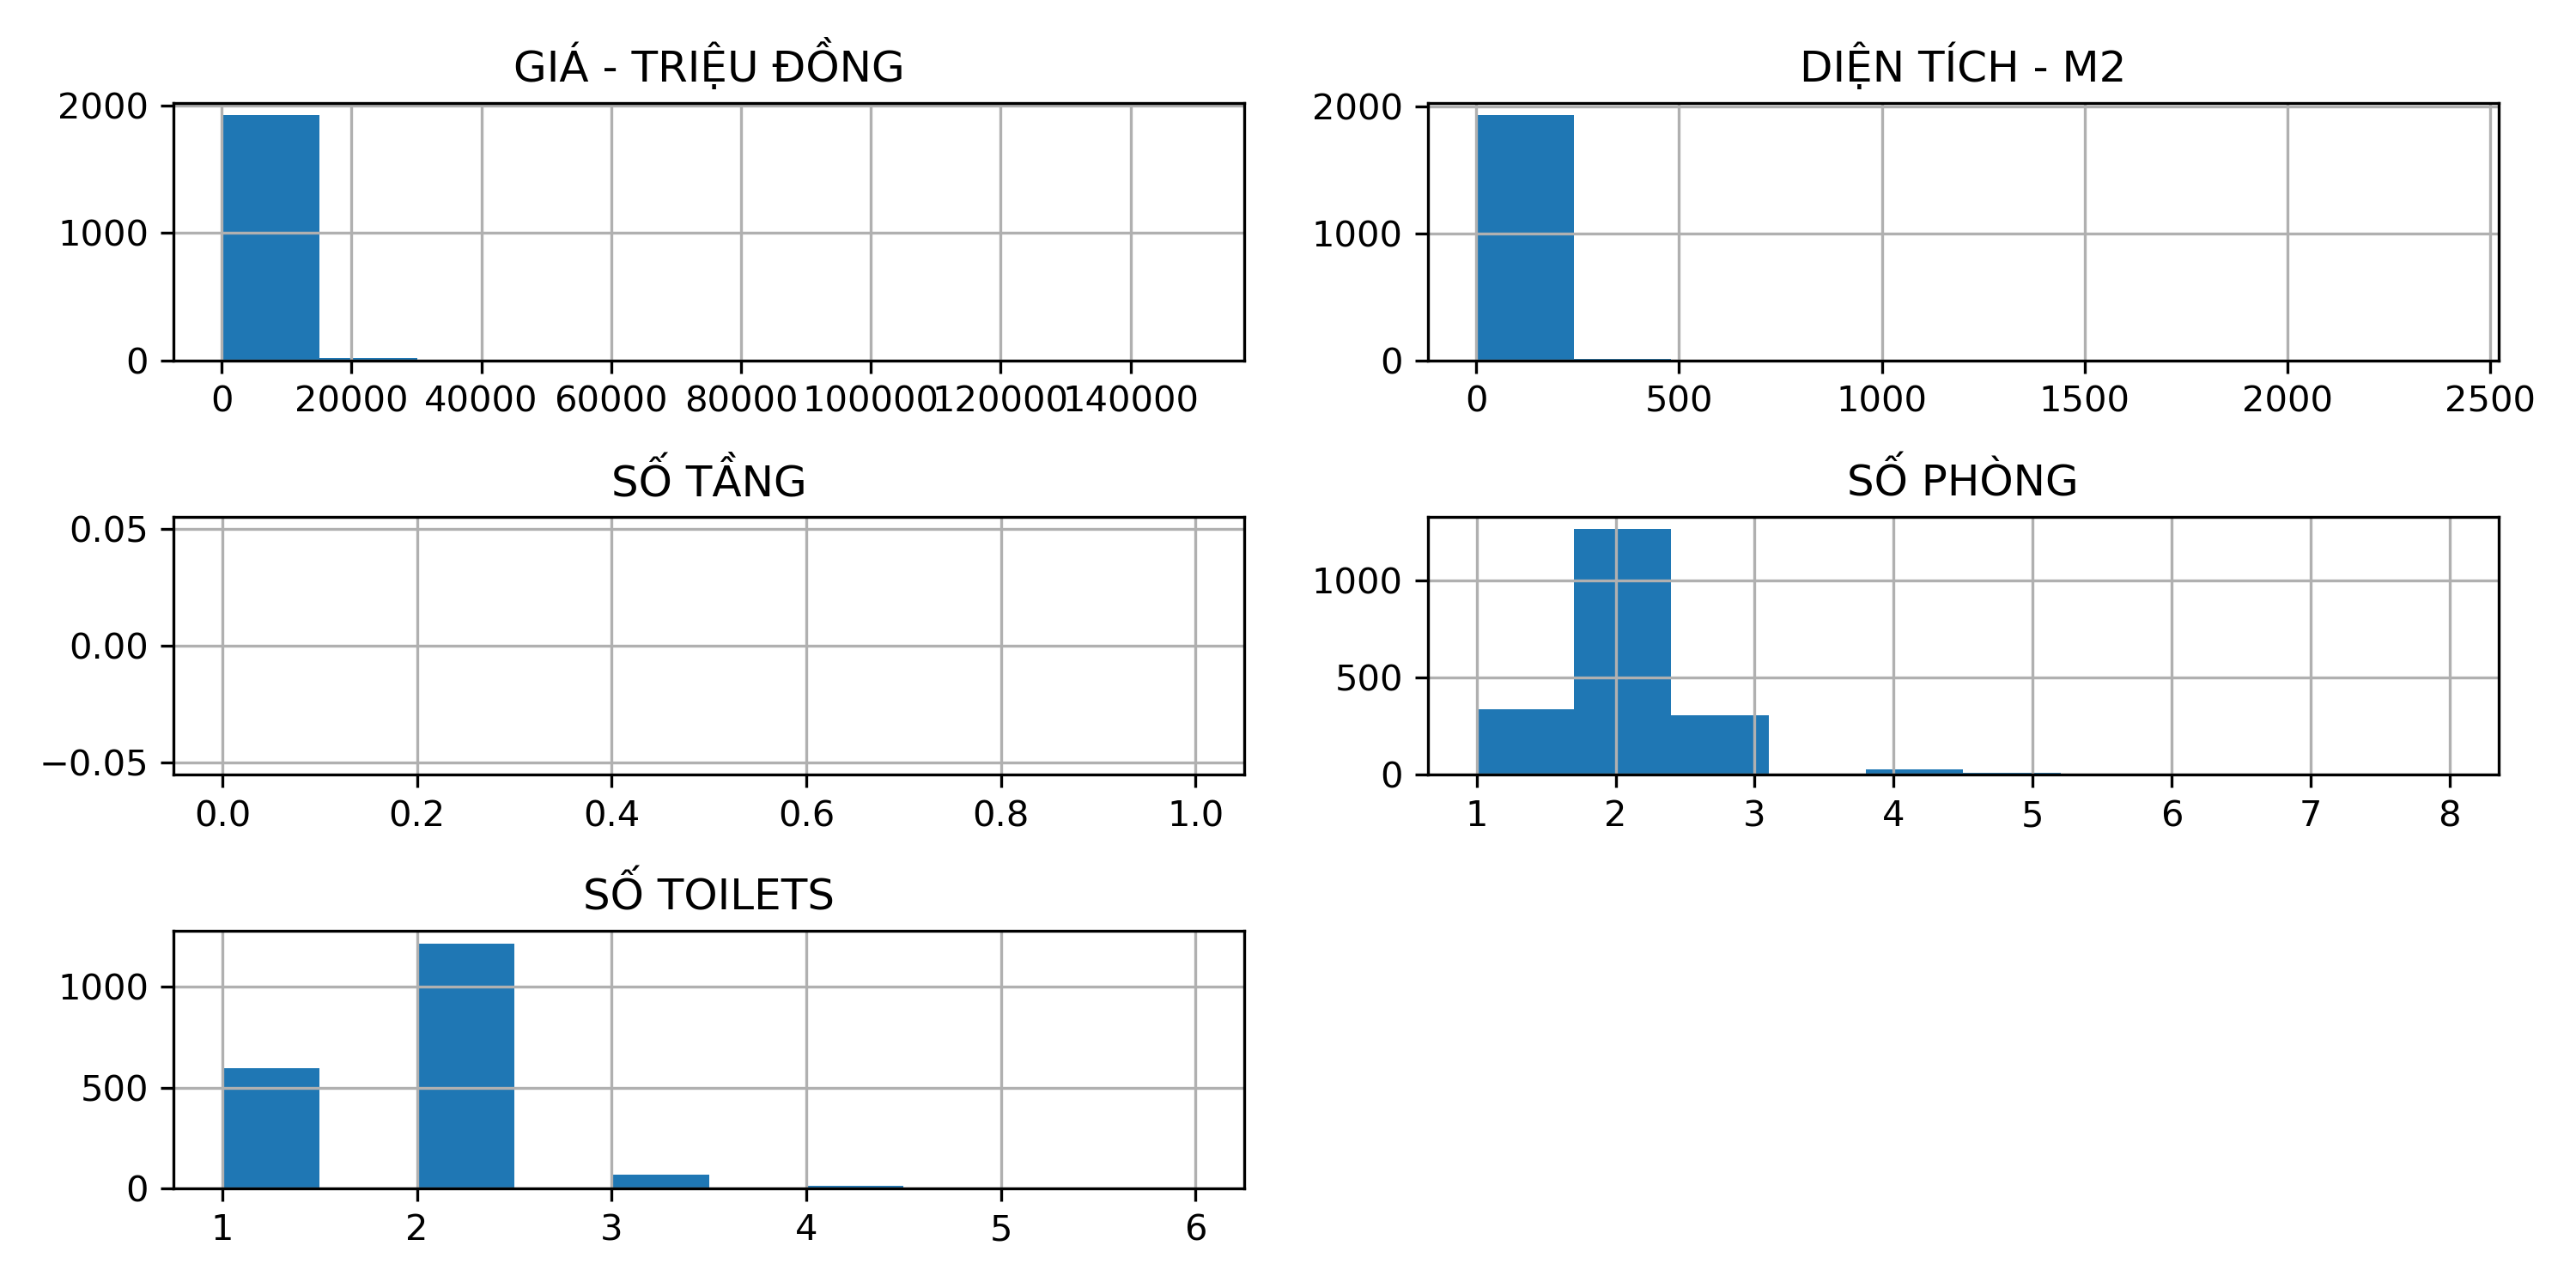 GIÁ - TRIỆU ĐỒNG
2000
1000
0
0 20000 40000 60000 80000 100000 120000 140000
DIỆN TÍCH - M2
2000
1000
0
0 500 1000 1500 2000 2500
SỐ TẦNG
0.05
0.00
−0.05
0.0 0.2 0.4 0.6 0.8 1.0
SỐ PHÒNG
1000
500
0
1 2 3 4 5 6 7 8
SỐ TOILETS
1000
500
0
1 2 3 4 5 6